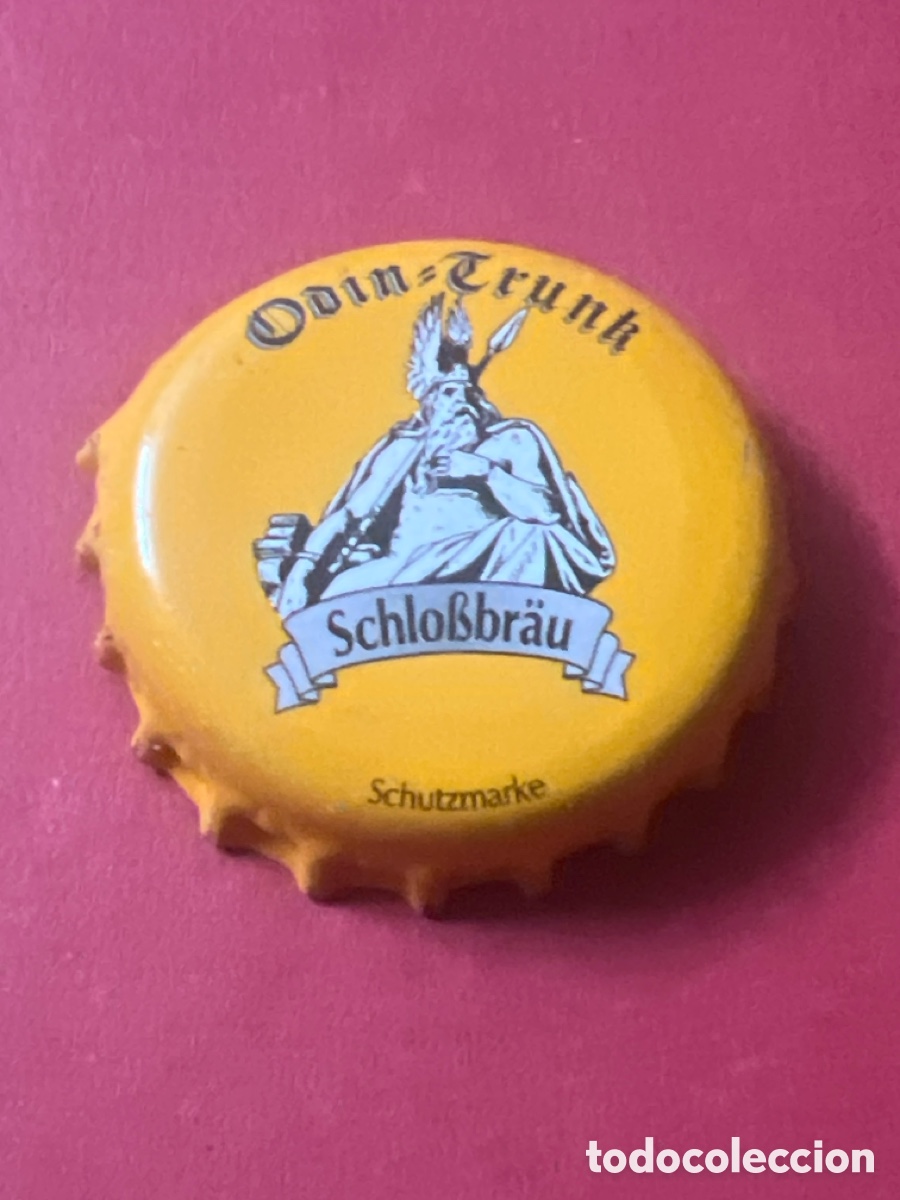 Odin-Trunk
Schloßbräu
Schutzmarke
todocoleccion